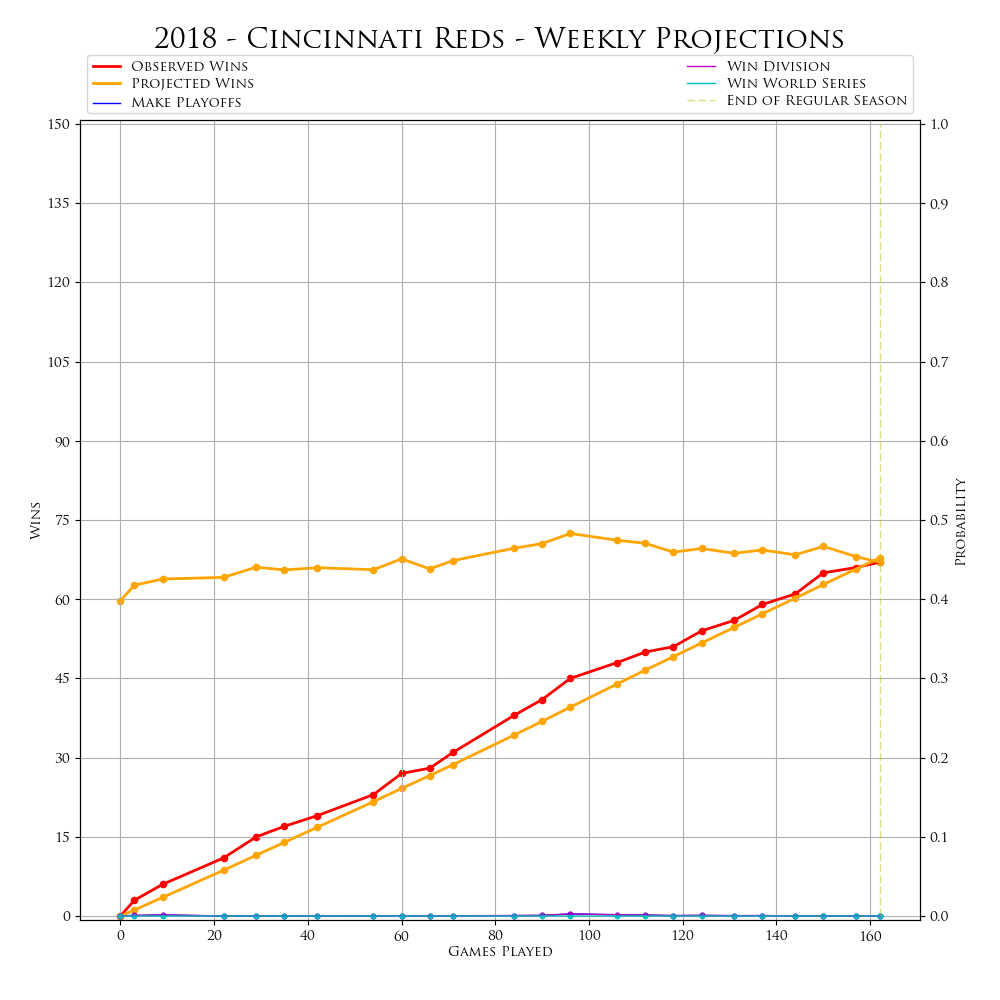 2018 - Cincinnati Reds - Weekly Projections
Observed Wins
Projected Wins
Make Playoffs
Win Division
Win World Series
End of Regular Season
150
135
120
105
90
75
60
45
30
15
0
Wins
1.0
0.9
0.8
0.7
0.6
0.5
0.4
0.3
0.2
0.1
0.0
Probability
0 20 40 60 80 100 120 140 160
Games Played